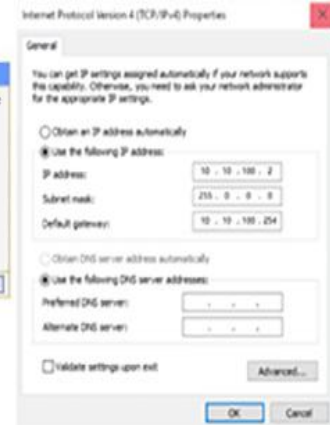 Internet Protocol Version 4 (TCP/IPv4) Properties
General
You can get IP settings assigned automatically if your network supports
this capability. Otherwise, you need to ask your network administrator
for the appropriate IP settings.
Obtain an IP address automatically
Use the following IP address:
IP address: 10 . 10 . 100 . 2
Subnet mask: 255 . 0 . 0 . 0
Default gateway: 10 . 10 . 100 . 254
Obtain DNS server address automatically
Use the following DNS server addresses:
Preferred DNS server: . . .
Alternate DNS server: . . .
Validate settings upon exit
Advanced...
OK Cancel